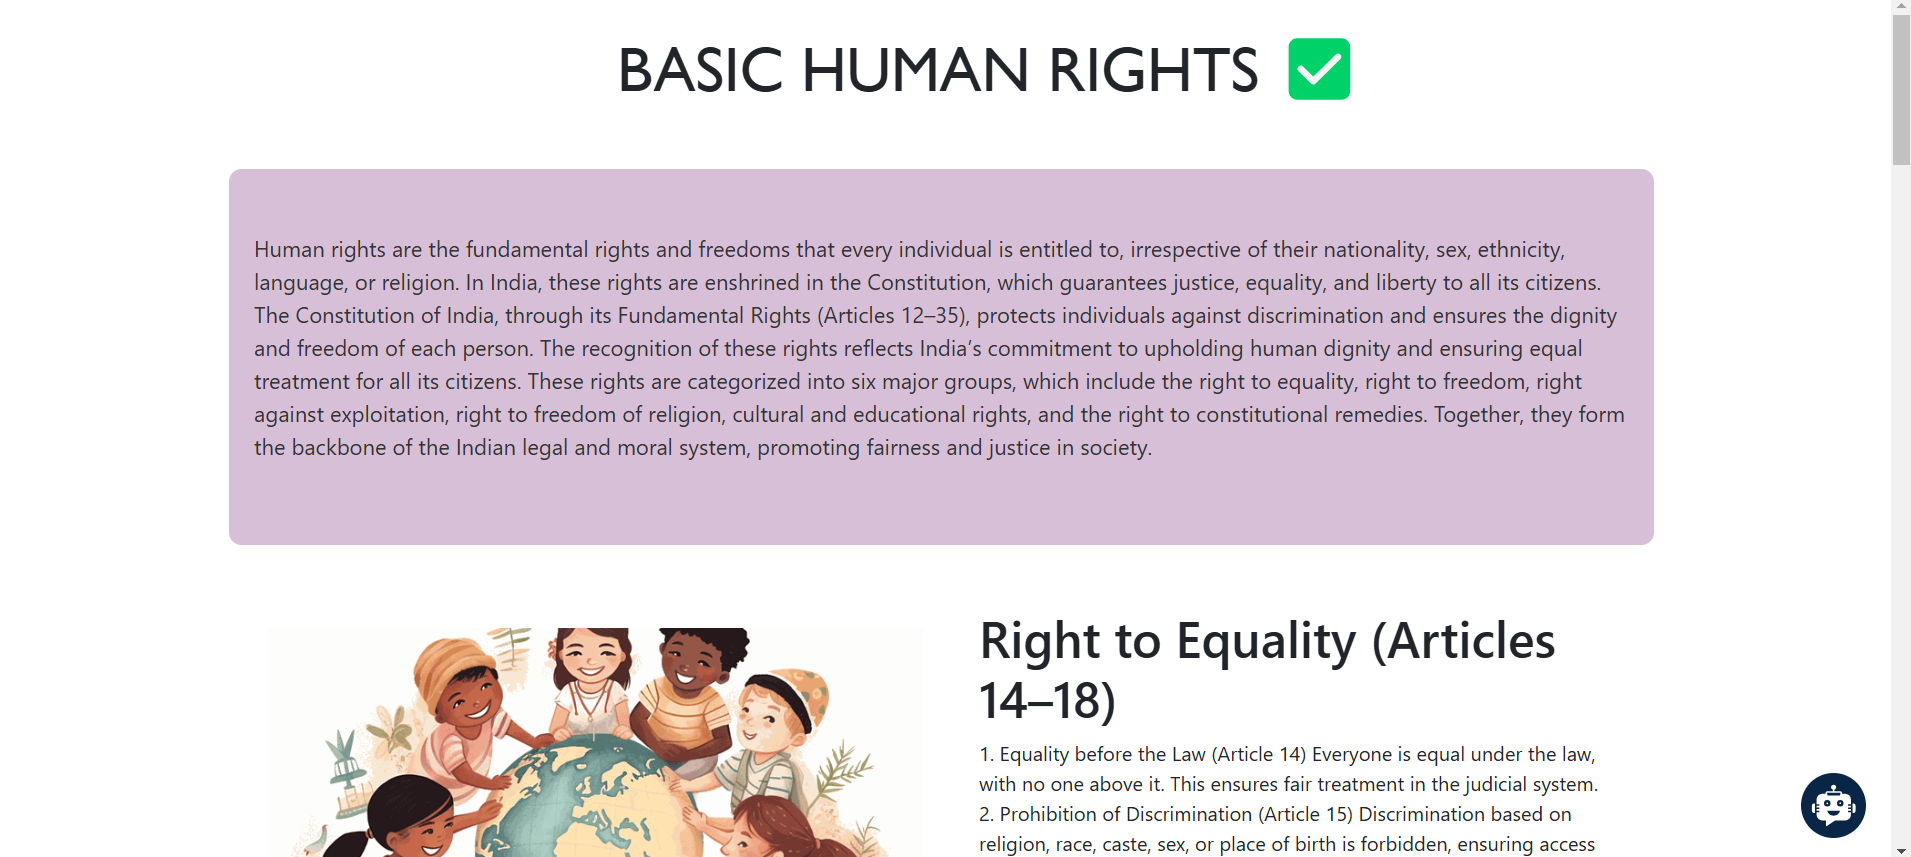 BASIC HUMAN RIGHTS ✅
Human rights are the fundamental rights and freedoms that every individual is entitled to, irrespective of their nationality, sex, ethnicity,
language, or religion. In India, these rights are enshrined in the Constitution, which guarantees justice, equality, and liberty to all its citizens.
The Constitution of India, through its Fundamental Rights (Articles 12–35), protects individuals against discrimination and ensures the dignity
and freedom of each person. The recognition of these rights reflects India’s commitment to upholding human dignity and ensuring equal
treatment for all its citizens. These rights are categorized into six major groups, which include the right to equality, right to freedom, right
against exploitation, right to freedom of religion, cultural and educational rights, and the right to constitutional remedies. Together, they form
the backbone of the Indian legal and moral system, promoting fairness and justice in society.
Right to Equality (Articles
14–18)
1. Equality before the Law (Article 14) Everyone is equal under the law,
with no one above it. This ensures fair treatment in the judicial system.
2. Prohibition of Discrimination (Article 15) Discrimination based on
religion, race, caste, sex, or place of birth is forbidden, ensuring access